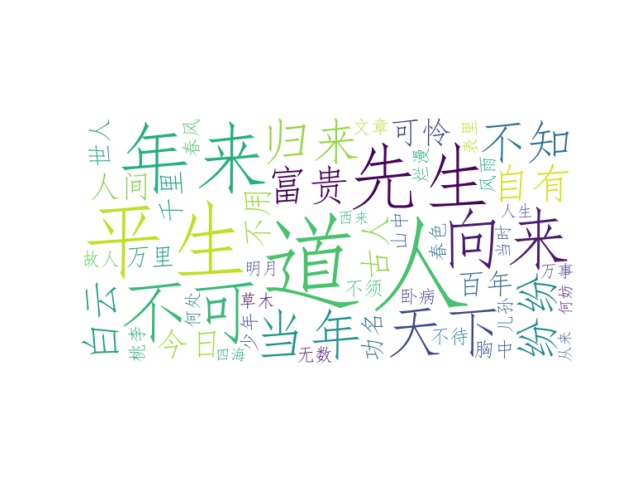 世人
春风
年来
归来
文章
可怜
表里
不知
人间
千里
不用
富贵
先生
烂漫
风雨
自有
平生
道人
西来
古人
山中
向来
人生
故人
万里
明月
春色
白云
不可
何处
草木
不须
卧病
百年
纷纷
万事
何妨
桃李
今日
少年
四海
当年
无数
功名
天下
不待
胸中
儿孙
从来